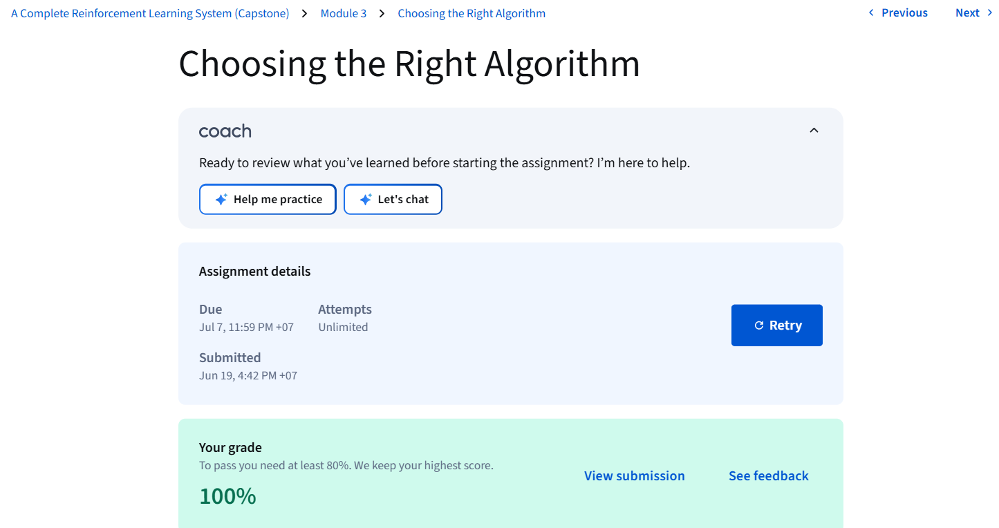 A Complete Reinforcement Learning System (Capstone) Module 3 Choosing the Right Algorithm Previous Next
Choosing the Right Algorithm
coach
Ready to review what you’ve learned before starting the assignment? I’m here to help.
Help me practice Let's chat
Assignment details
Due Attempts
Jul 7, 11:59 PM +07 Unlimited
Retry
Submitted
Jun 19, 4:42 PM +07
Your grade
To pass you need at least 80%. We keep your highest score.
View submission See feedback
100%